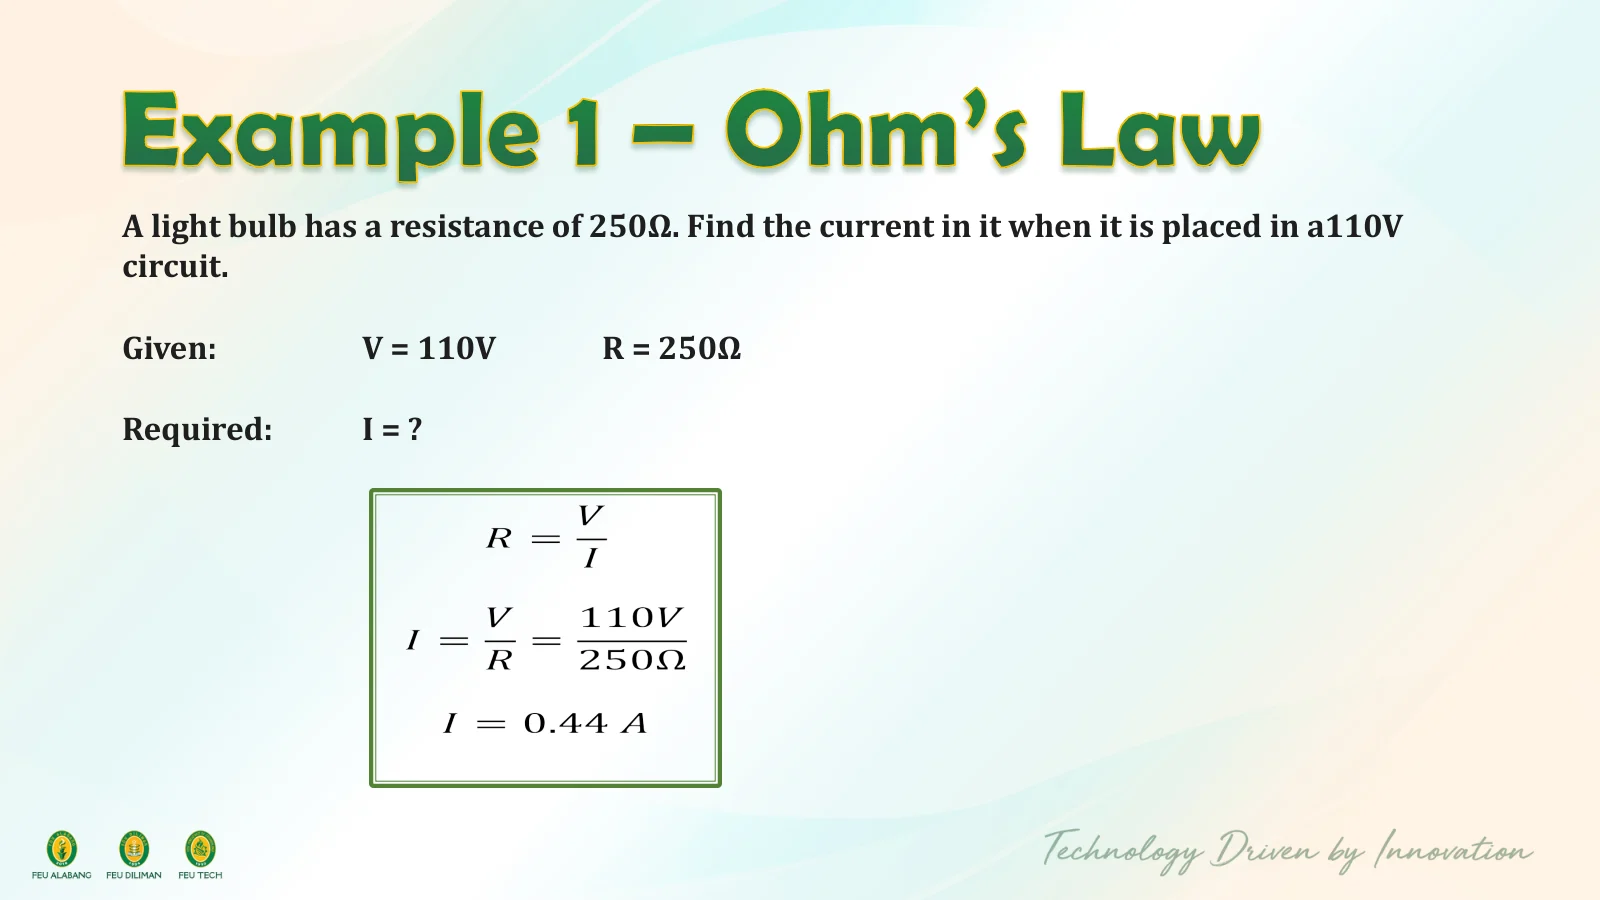 Example 1 – Ohm’s Law
A light bulb has a resistance of 250Ω. Find the current in it when it is placed in a110V
circuit.
Given: V = 110V R = 250Ω
Required: I = ?
R = V/I
I = V/R = 110V/250Ω
I = 0.44 A
FEU ALABANG FEU DILIMAN FEU TECH
Technology Driven by Innovation